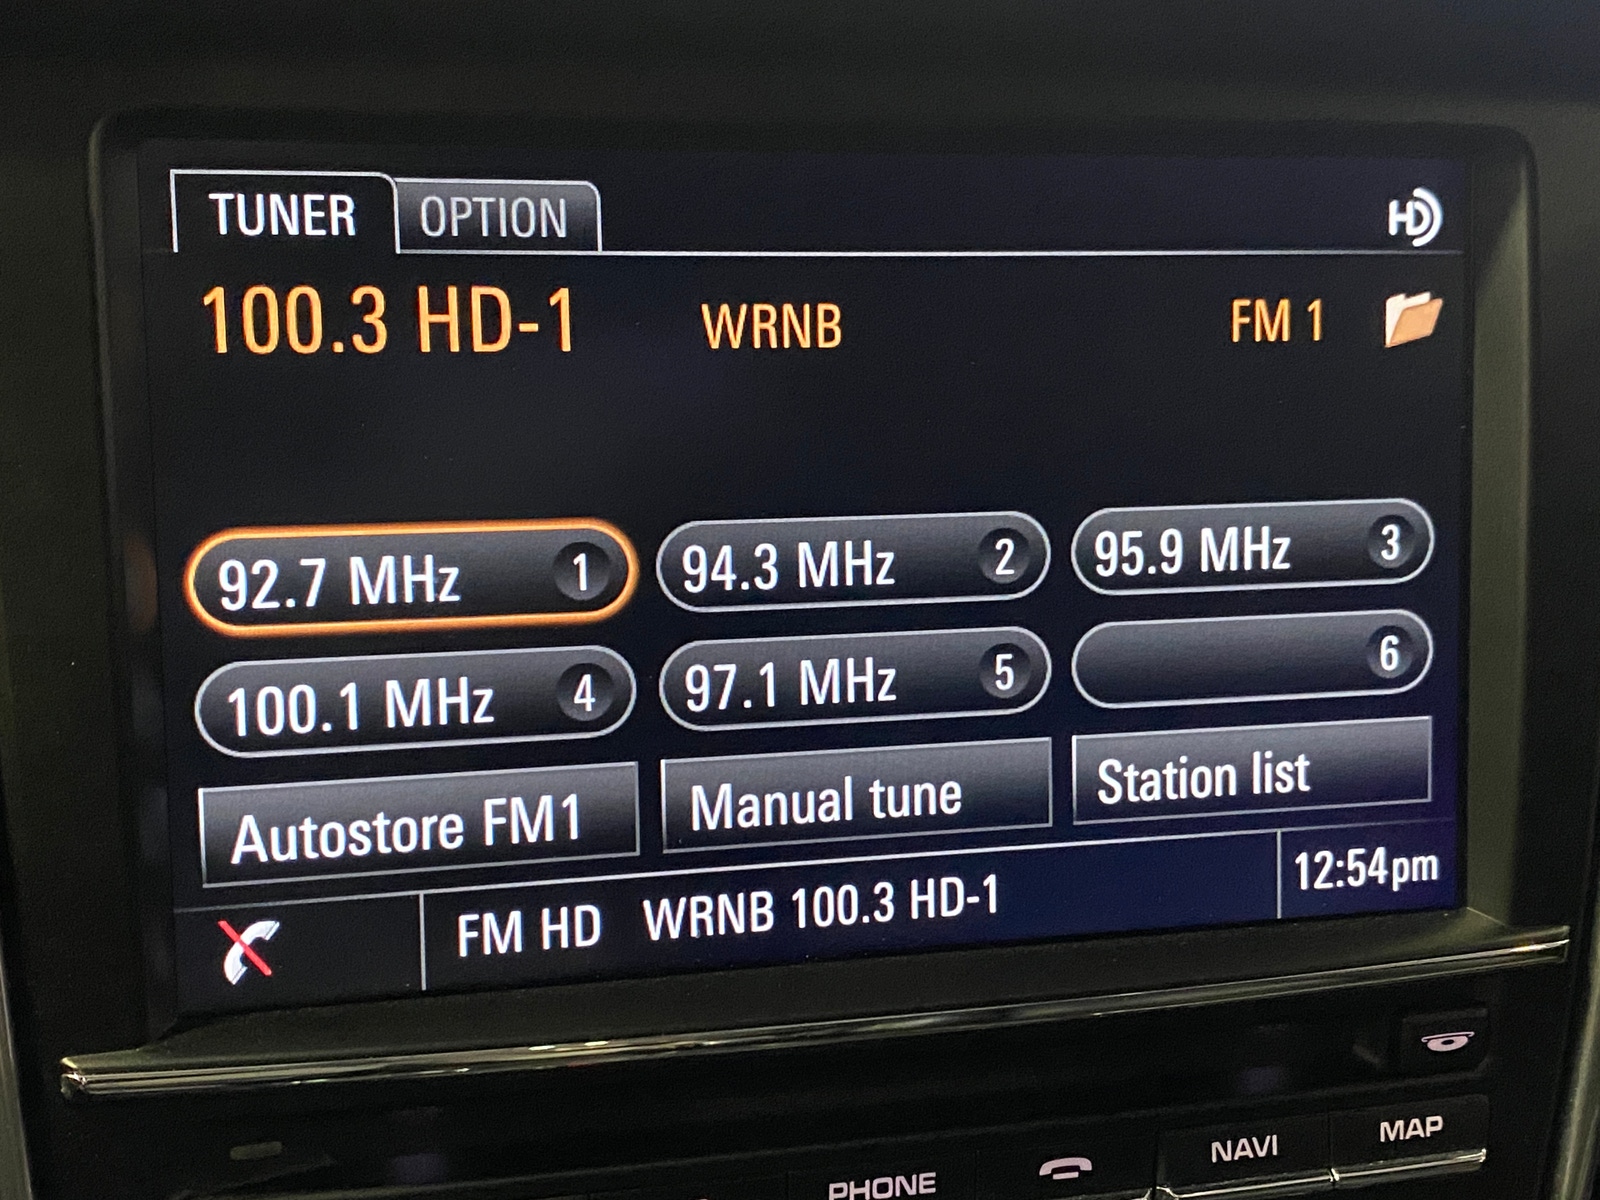 TUNER OPTION HD
100.3 HD-1 WRNB FM 1
92.7 MHz 1 94.3 MHz 2 95.9 MHz 3
100.1 MHz 4 97.1 MHz 5 6
Autostore FM1 Manual tune Station list
FM HD WRNB 100.3 HD-1 12:54pm
PHONE NAVI MAP